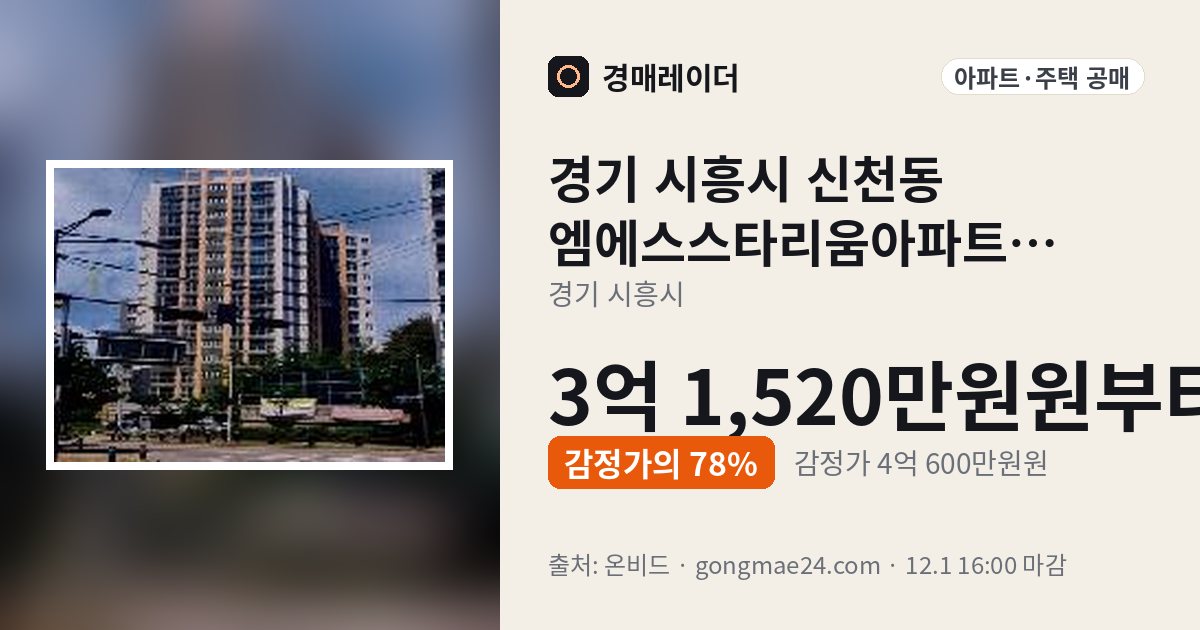 경매레이더
아파트·주택 공매
경기 시흥시 신천동
엠에스스타리움아파트…
경기 시흥시
3억 1,520만원원부터
감정가의 78%
감정가 4억 600만원원
출처: 온비드 · gongmae24.com · 12.1 16:00 마감